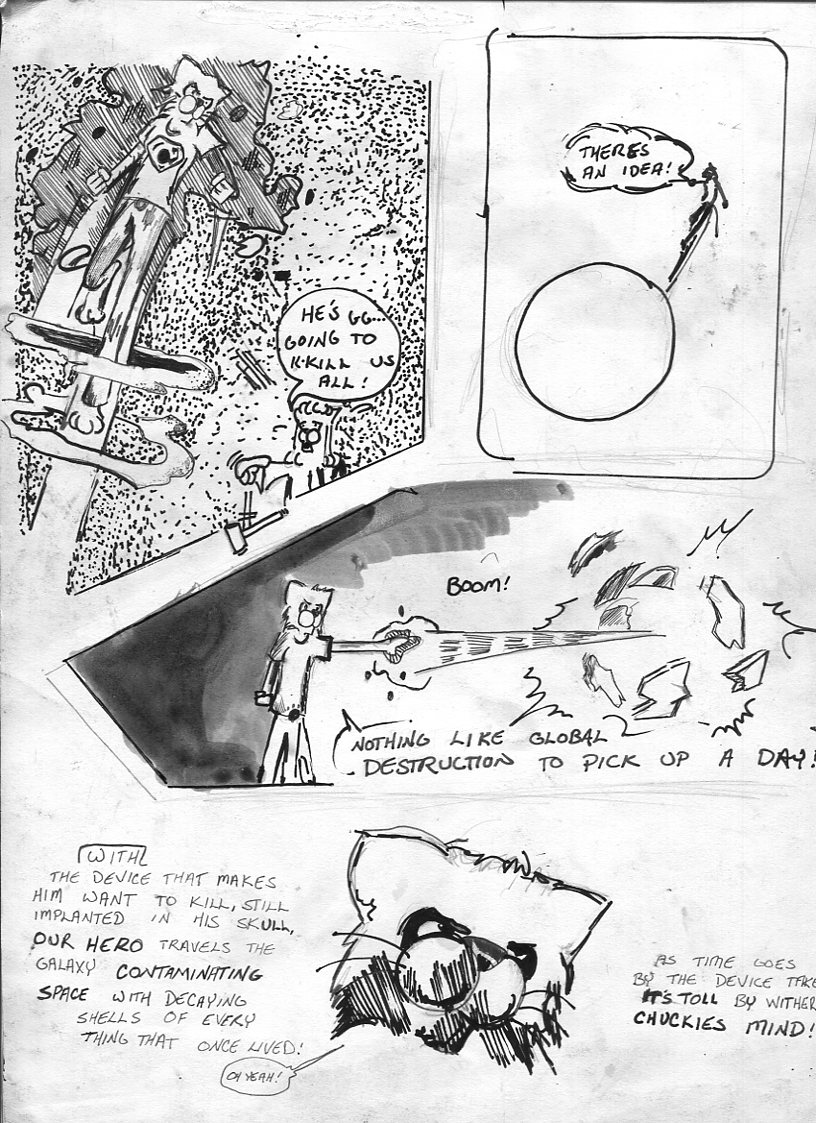 HE'S GG...
GOING TO
K-KILL US
ALL!
THERES
AN IDEA!
BOOM!
NOTHING LIKE GLOBAL
DESTRUCTION TO PICK UP A DAY!
WITH
THE DEVICE THAT MAKES
HIM WANT TO KILL, STILL
IMPLANTED IN HIS SKULL,
OUR HERO TRAVELS THE
GALAXY CONTAMINATING
SPACE WITH DECAYING
SHELLS OF EVERY
THING THAT ONCE LIVED!
OH YEAH!
AS TIME GOES
BY THE DEVICE TAKE
IT'S TOLL BY WITHER
CHUCKIES MIND!